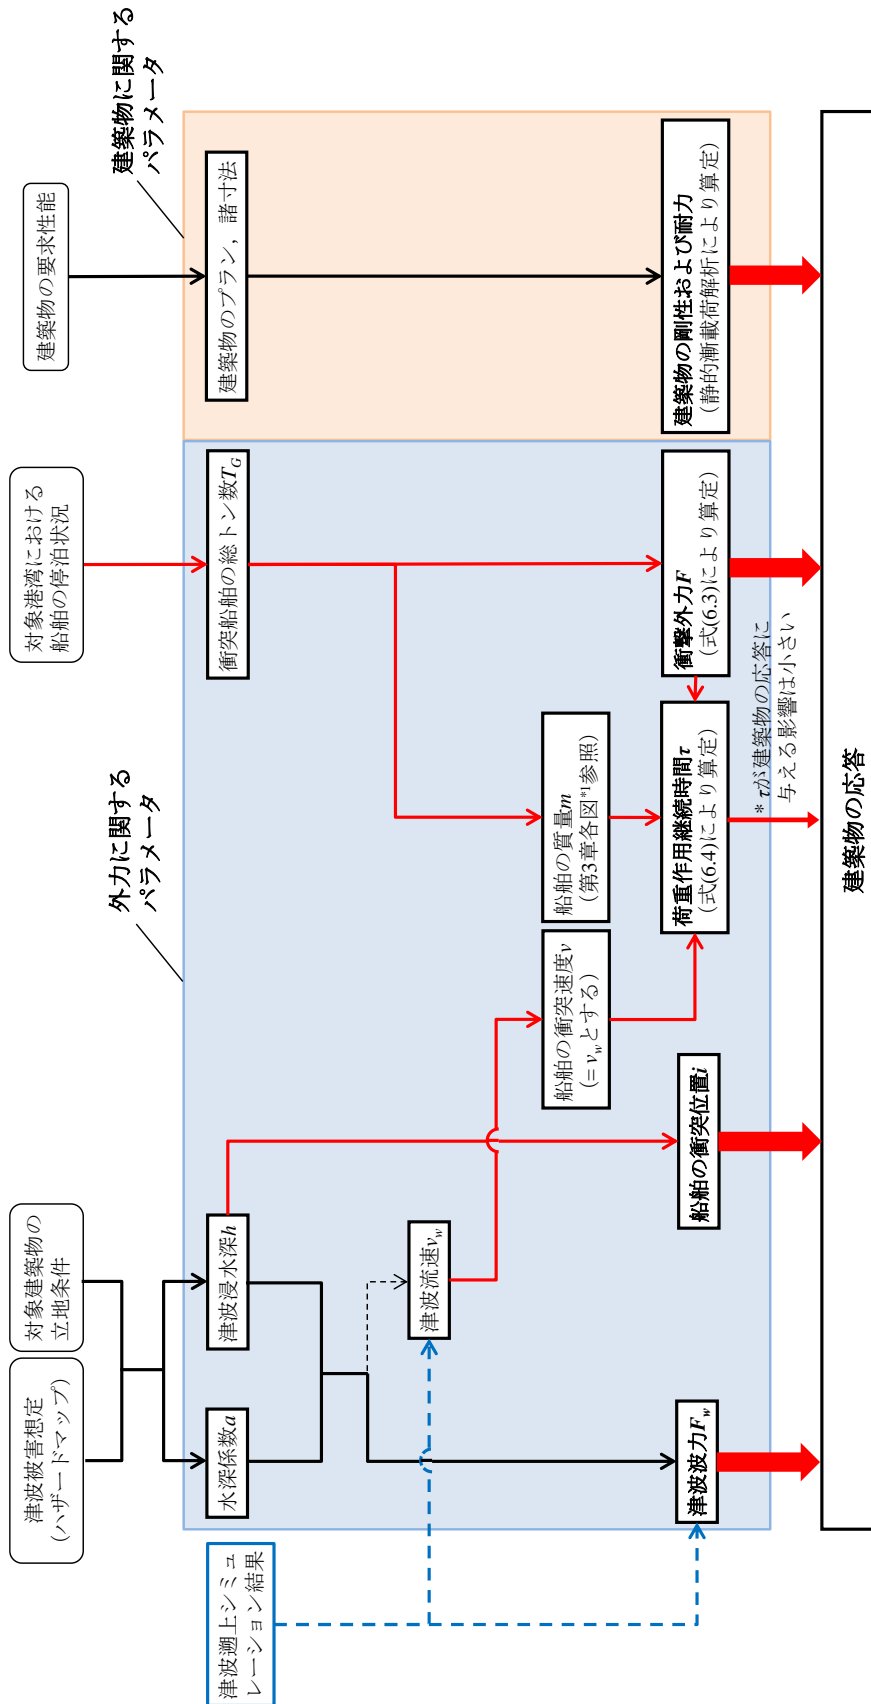 津波被害想定
(ハザードマップ)
対象建築物の
立地条件
対象港湾における
船舶の停泊状況
建築物の要求性能
外力に関する
パラメータ
建築物に関する
パラメータ
津波遡上シミュ
レーション結果
水深係数a
津波浸水深h
衝突船舶の総トン数TG
建築物のプラン，諸寸法
津波流速vw
船舶の衝突速度v
(= vwとする)
船舶の質量m
(第3章各図*1参照)
津波波力Fw
船舶の衝突位置i
荷重作用継続時間τ
(式(6.4)により算定)
衝撃外力F
(式(6.3)により算定)
建築物の剛性および耐力
(静的漸載荷解析により算定)
* τが建築物の応答に
与える影響は小さい
建築物の応答